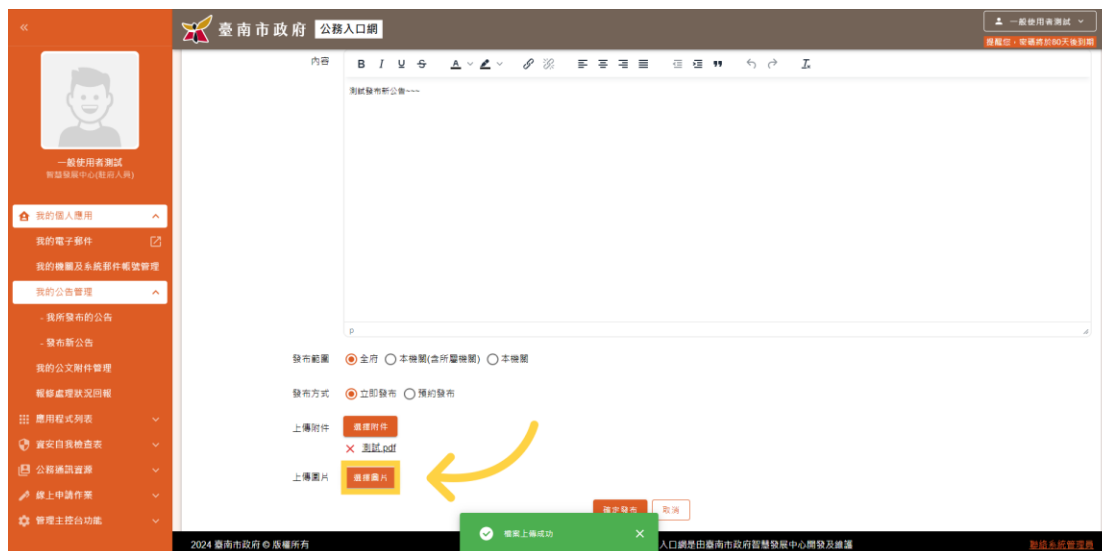 臺南市政府 公務入口網
一般使用者測試
提醒您，密碼將於80天後到期
一般使用者測試
智慧發展中心(駐府人員)
我的個人應用
我的電子郵件
我的機關及系統郵件帳號管理
我的公告管理
- 我所發布的公告
- 發布新公告
我的公文附件管理
報修處理狀況回報
應用程式列表
資安自我檢查表
公務通訊資源
線上申請作業
管理主控台功能
內容
B I U S A
測試發布新公告~~~
p
發布範圍 全府 本機關(含所屬機關) 本機關
發布方式 立即發布 預約發布
上傳附件 選擇附件
測試.pdf
上傳圖片 選擇圖片
確定發布 取消
檔案上傳成功
2024 臺南市政府 © 版權所有
人口網是由臺南市政府智慧發展中心開發及維護
聯絡系統管理員